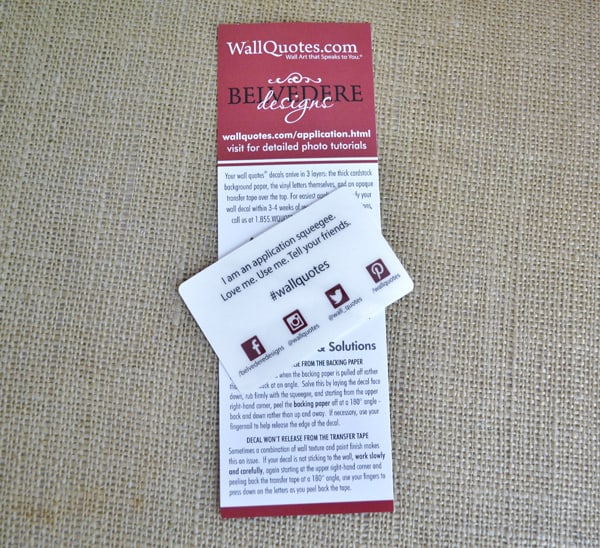 WallQuotes.com
Wall Art that Speaks to You.®
BELVEDERE
designs
wallquotes.com/application.html
visit for detailed photo tutorials
Your wall quotes™ decals arrive in 3 layers: the thick cardstock
background paper, the vinyl letters themselves, and an opaque
transfer tape over the top. For easiest
wall decal within 3-4 weeks of
call us at 1.855.WQUOT
I am an application squeegee.
Love me. Use me. Tell your friends.
#wallquotes
/belvederedesigns
@wallquotes
@wall_quotes
/wallquotes
& Solutions
FROM THE BACKING PAPER
when the backing paper is pulled off rather
at an angle. Solve this by laying the decal face
down, rub firmly with the squeegee, and starting from the upper
right-hand corner, peel the backing paper off at a 180° angle -
back and down rather than up and away. If necessary, use your
fingernail to help release the edge of the decal.
DECAL WON'T RELEASE FROM THE TRANSFER TAPE
Sometimes a combination of wall texture and paint finish makes
this an issue. If your decal is not sticking to the wall, work slowly
and carefully, again starting at the upper right-hand corner and
peeling back the transfer tape at a 180° angle, use your fingers to
press down on the letters as you peel back the tape.